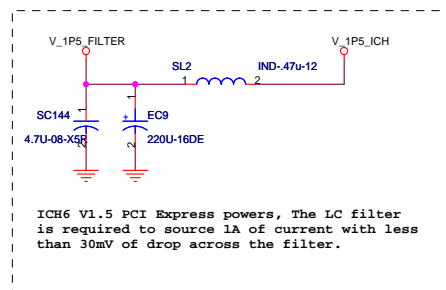 V_1P5_FILTER
V_1P5_ICH
SL2
IND-.47u-12
1
2
SC144
1
2
4.7U-08-X5R
1
+
EC9
2
220U-16DE
ICH6 V1.5 PCI Express powers, The LC filter
is required to source 1A of current with less
than 30mV of drop across the filter.